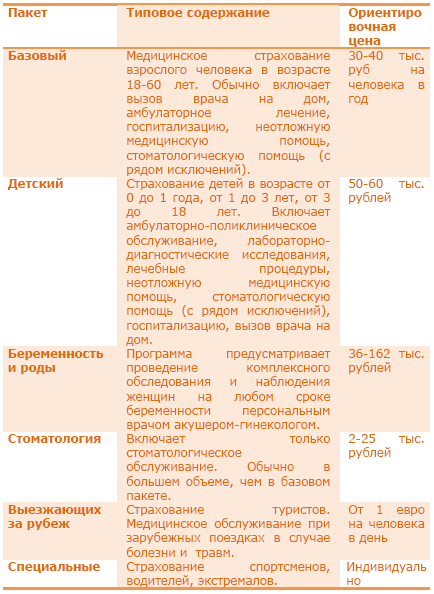 Пакет
Типовое содержание
Ориентиро
вочная
цена
Базовый
Медицинское страхование
взрослого человека в возрасте
18-60 лет. Обычно включает
вызов врача на дом,
амбулаторное лечение,
госпитализацию, неотложную
медицинскую помощь,
стоматологическую помощь (с
рядом исключений).
30-40 тыс.
руб на
человека в
год
Детский
Страхование детей в возрасте от
0 до 1 года, от 1 до 3 лет, от 3
до 18 лет. Включает
амбулаторно-поликлиническое
обслуживание, лабораторно-
диагностические исследования,
лечебные процедуры,
неотложную медицинскую
помощь, стоматологическую
помощь (с рядом исключений),
госпитализацию, вызов врача на
дом.
50-60 тыс.
рублей
Беременность
и роды
Программа предусматривает
проведение комплексного
обследования и наблюдения
женщин на любом сроке
беременности персональным
врачом акушером-гинекологом.
36-162 тыс.
рублей
Стоматология
Включает только
стоматологическое
обслуживание. Обычно в
большем объеме, чем в базовом
пакете.
2-25 тыс.
рублей
Выезжающих
за рубеж
Страхование туристов.
Медицинское обслуживание при
зарубежных поездках в случае
болезни и травм.
От 1 евро
на человека
в день
Специальные
Страхование спортсменов,
водителей, экстремалов.
Индивидуаль
но